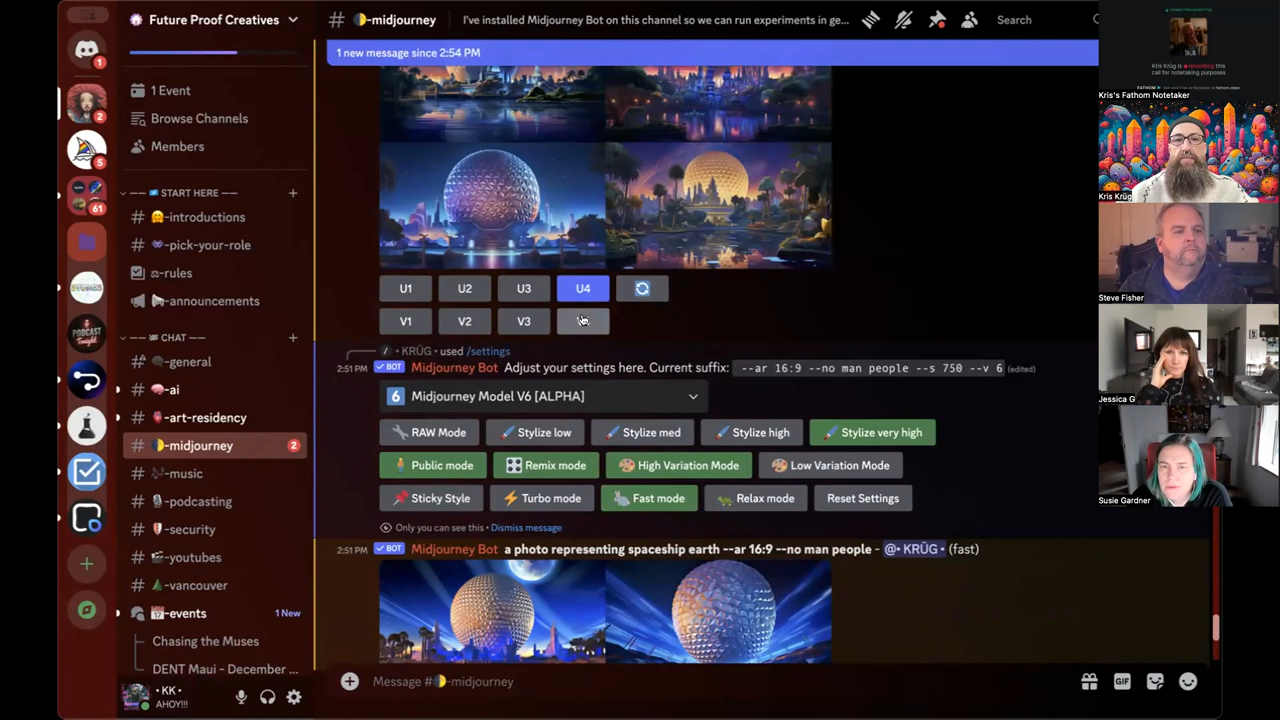 Future Proof Creatives
1 Event
Browse Channels
Members
START HERE
-introductions
-pick-your-role
-rules
-announcements
CHAT
-general
-ai
-art-residency
-midjourney
2
-music
-podcasting
-security
-youtubes
-vancouver
-events
1 New
Chasing the Muses
DENT Maui - December ...
• KK •
AHOY!!!
1
2
5
61
-midjourney
I've installed Midjourney Bot on this channel so we can run experiments in ge...
Search
1 new message since 2:54 PM
U1 U2 U3 U4
V1 V2 V3
• KRÜG • used /settings
2:51 PM BOT Midjourney Bot Adjust your settings here. Current suffix: --ar 16:9 --no man people --s 750 --v 6 (edited)
6 Midjourney Model V6 [ALPHA]
RAW Mode Stylize low Stylize med Stylize high Stylize very high
Public mode Remix mode High Variation Mode Low Variation Mode
Sticky Style Turbo mode Fast mode Relax mode Reset Settings
Only you can see this • Dismiss message
2:51 PM BOT Midjourney Bot a photo representing spaceship earth --ar 16:9 --no man people - @• KRÜG • (fast)
Message #-midjourney
GIF
Kris Krüg is recording this
call for notetaking purposes
FATHOM
Kris's Fathom Notetaker
Kris Krüg
Steve Fisher
Jessica G
Susie Gardner